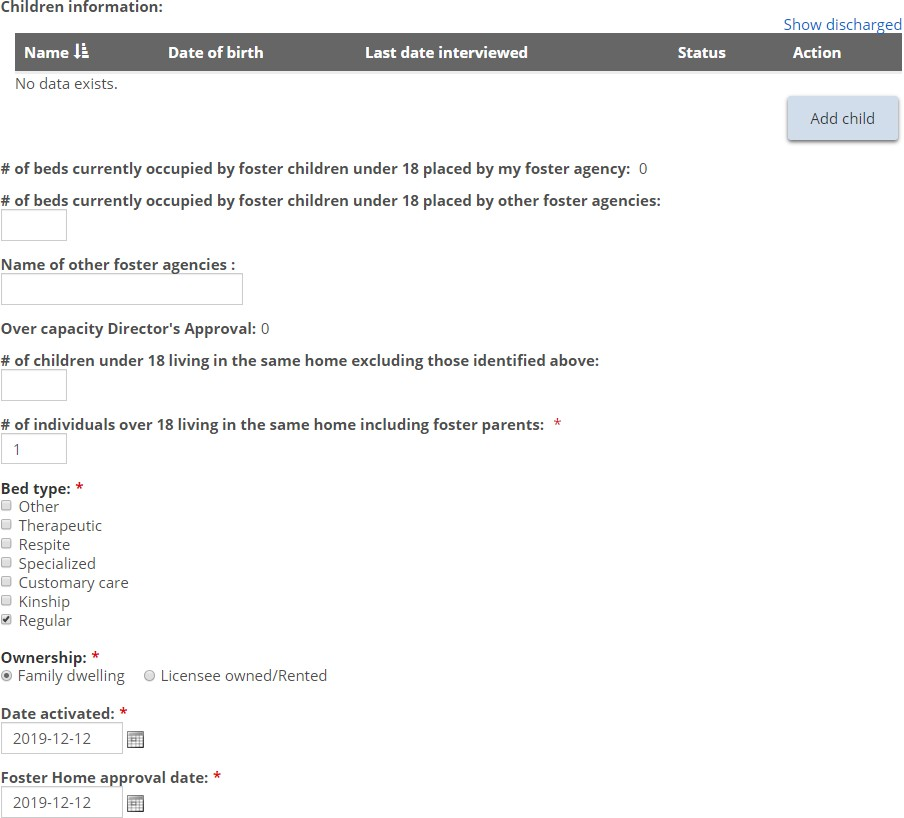 Children information:
Show discharged
Name Date of birth Last date interviewed Status Action
No data exists.
Add child
# of beds currently occupied by foster children under 18 placed by my foster agency: 0
# of beds currently occupied by foster children under 18 placed by other foster agencies:
Name of other foster agencies :
Over capacity Director's Approval: 0
# of children under 18 living in the same home excluding those identified above:
# of individuals over 18 living in the same home including foster parents: *
1
Bed type: *
Other
Therapeutic
Respite
Specialized
Customary care
Kinship
Regular
Ownership: *
Family dwelling Licensee owned/Rented
Date activated: *
2019-12-12
Foster Home approval date: *
2019-12-12